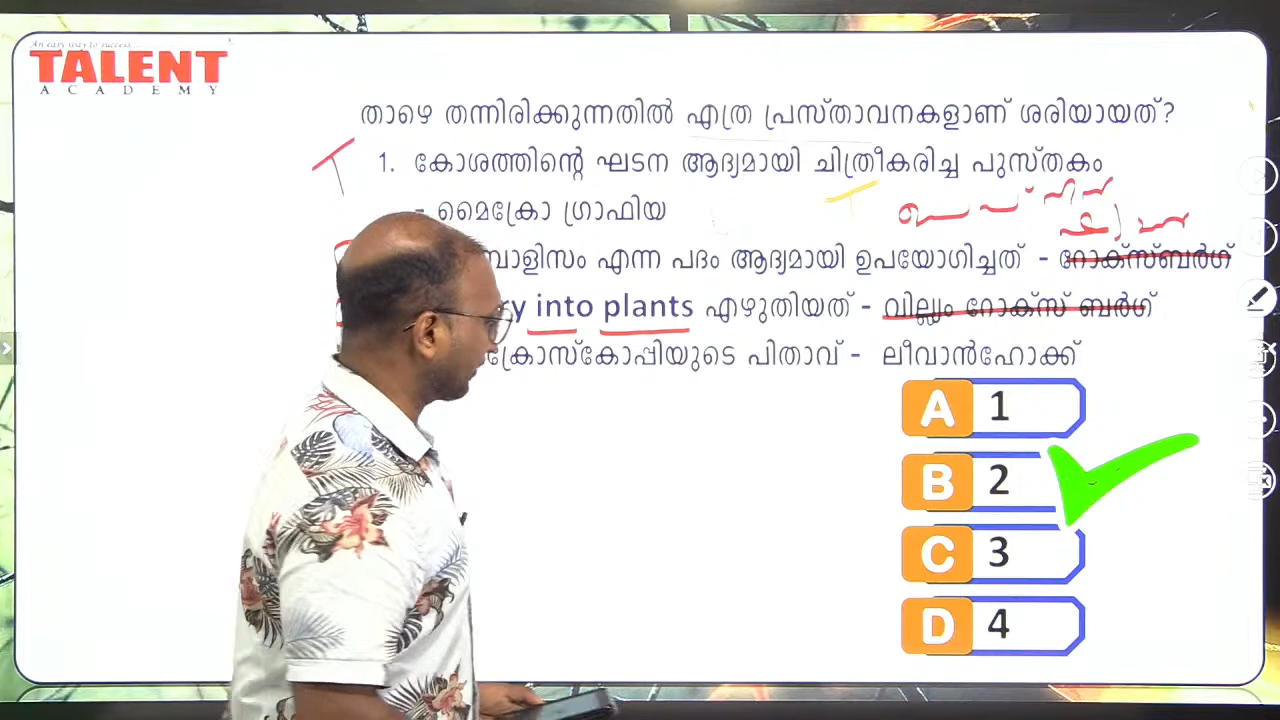 An easy way to success...
TALENT
ACADEMY
താഴെ തന്നിരിക്കുന്നതിൽ എത്ര പ്രസ്താവനകളാണ് ശരിയായത്?
1. കോശത്തിന്റെ ഘടന ആദ്യമായി ചിത്രീകരിച്ച പുസ്തകം
- മൈക്രോ ഗ്രാഫിയ
ബോളിസം എന്ന പദം ആദ്യമായി ഉപയോഗിച്ചത് - റോക്സ്ബർഗ്
ry into plants എഴുതിയത് - വില്ല്യം റോക്സ് ബർഗ്
ക്രോസ്കോപ്പിയുടെ പിതാവ് - ലീവാൻഹോക്ക്
A 1
B 2
C 3
D 4